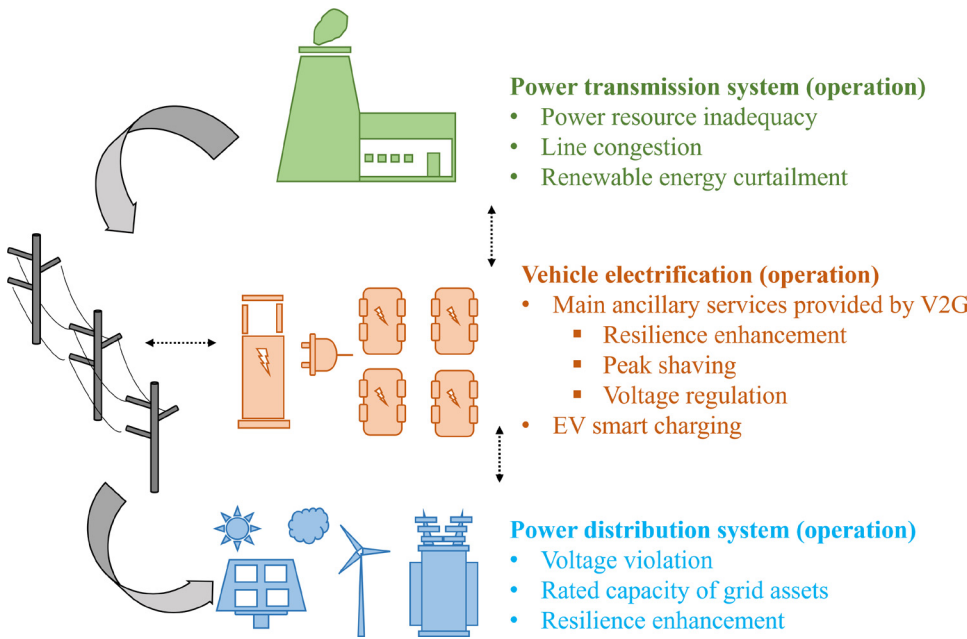 Power transmission system (operation)
• Power resource inadequacy
• Line congestion
• Renewable energy curtailment
Vehicle electrification (operation)
• Main ancillary services provided by V2G
▪ Resilience enhancement
▪ Peak shaving
▪ Voltage regulation
• EV smart charging
Power distribution system (operation)
• Voltage violation
• Rated capacity of grid assets
• Resilience enhancement